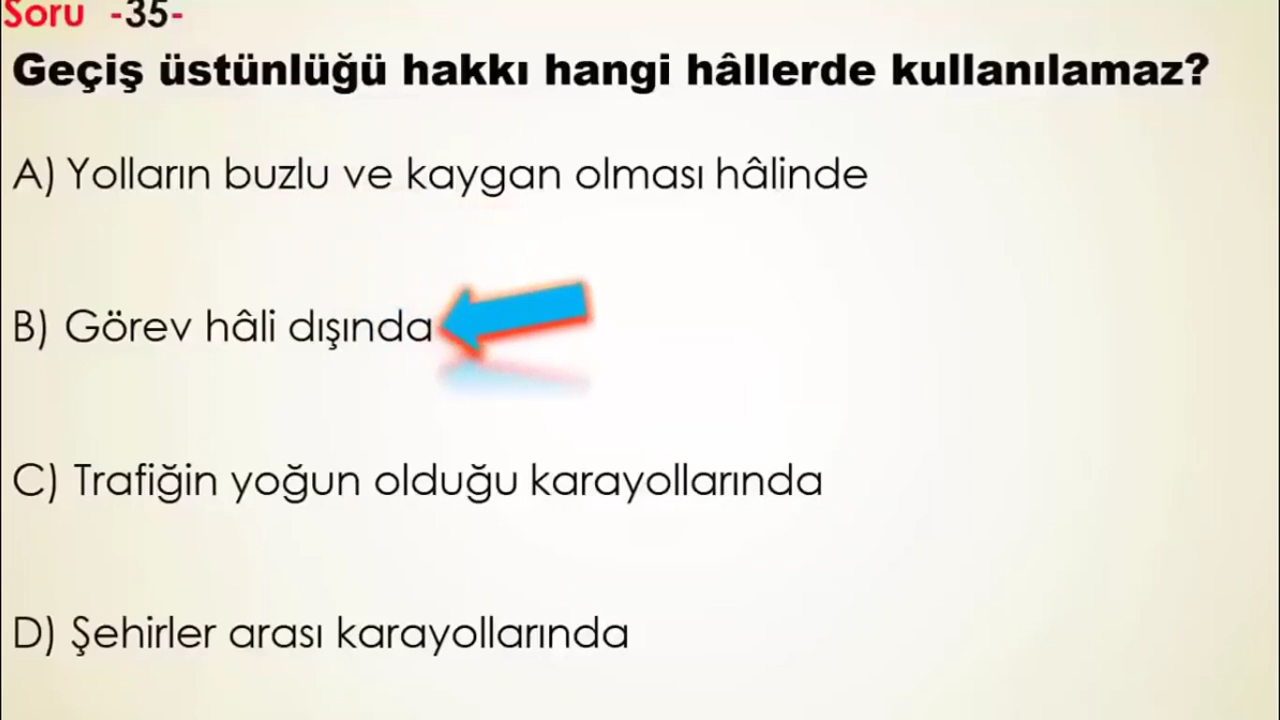 Soru -35-
Geçiş üstünlüğü hakkı hangi hâllerde kullanılamaz?
A) Yolların buzlu ve kaygan olması hâlinde
B) Görev hâli dışında
C) Trafiğin yoğun olduğu karayollarında
D) Şehirler arası karayollarında